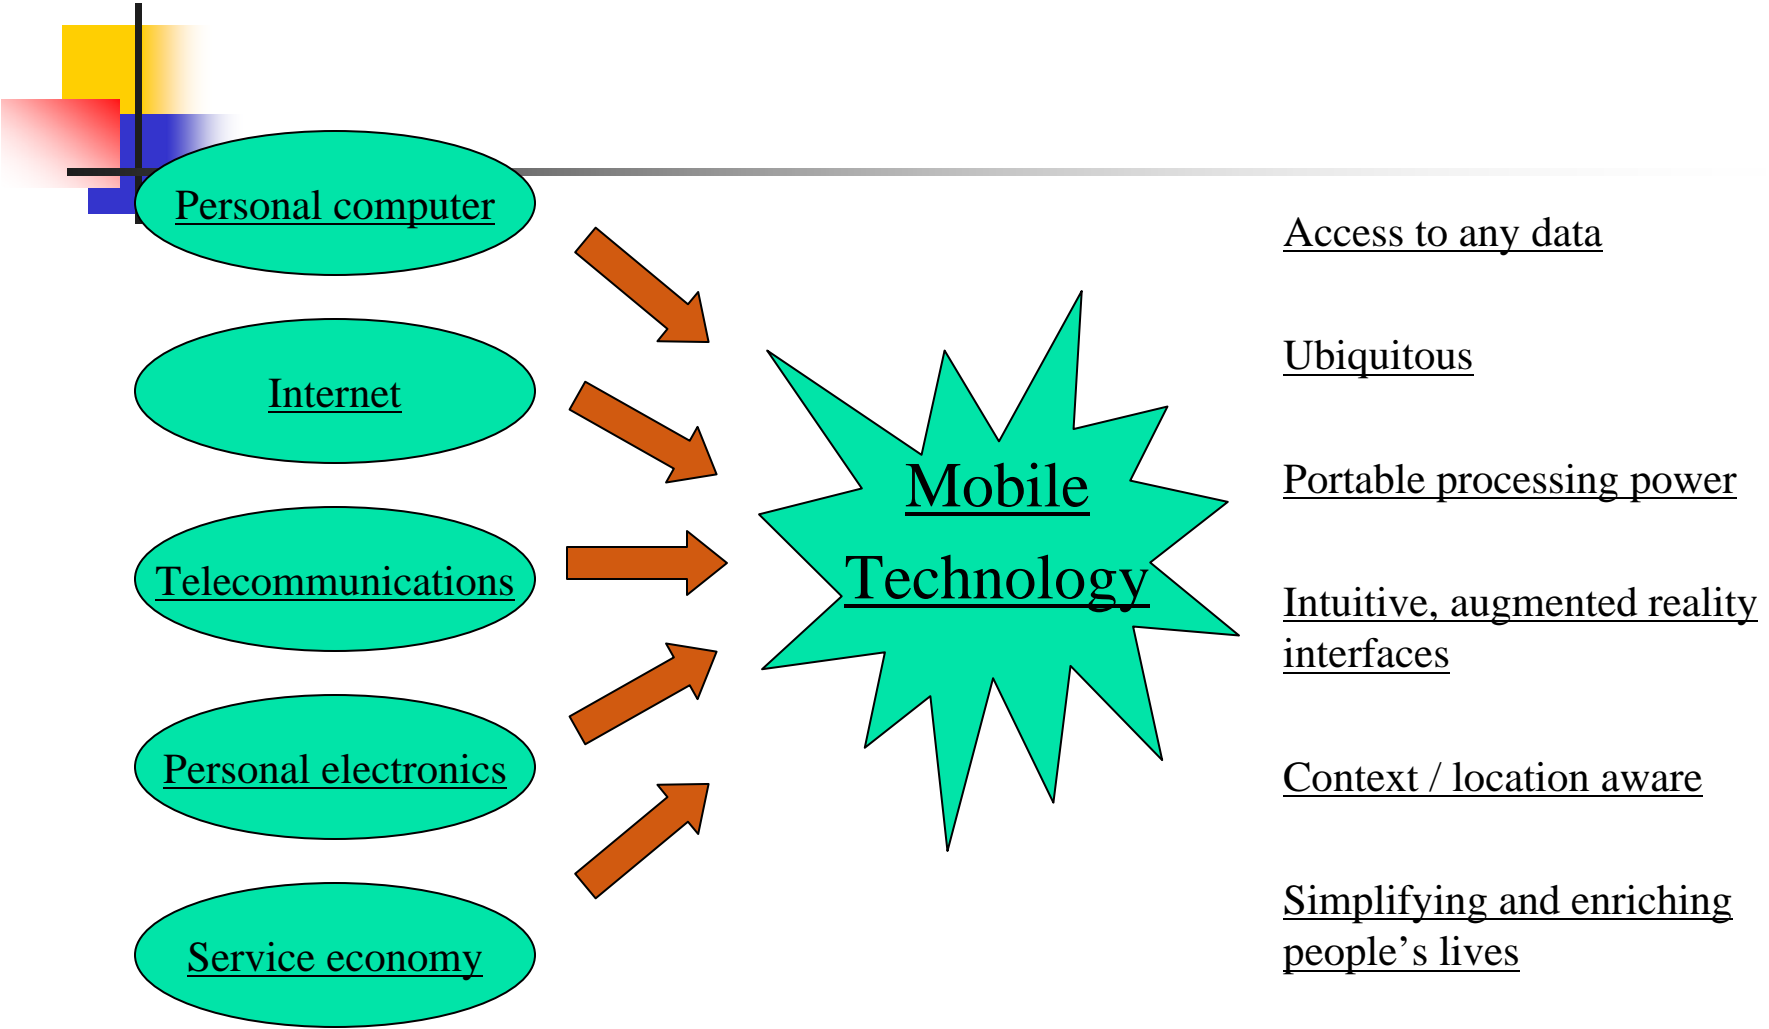 Personal computer
Internet
Telecommunications
Personal electronics
Service economy
Mobile
Technology
Access to any data
Ubiquitous
Portable processing power
Intuitive, augmented reality
interfaces
Context / location aware
Simplifying and enriching
people’s lives